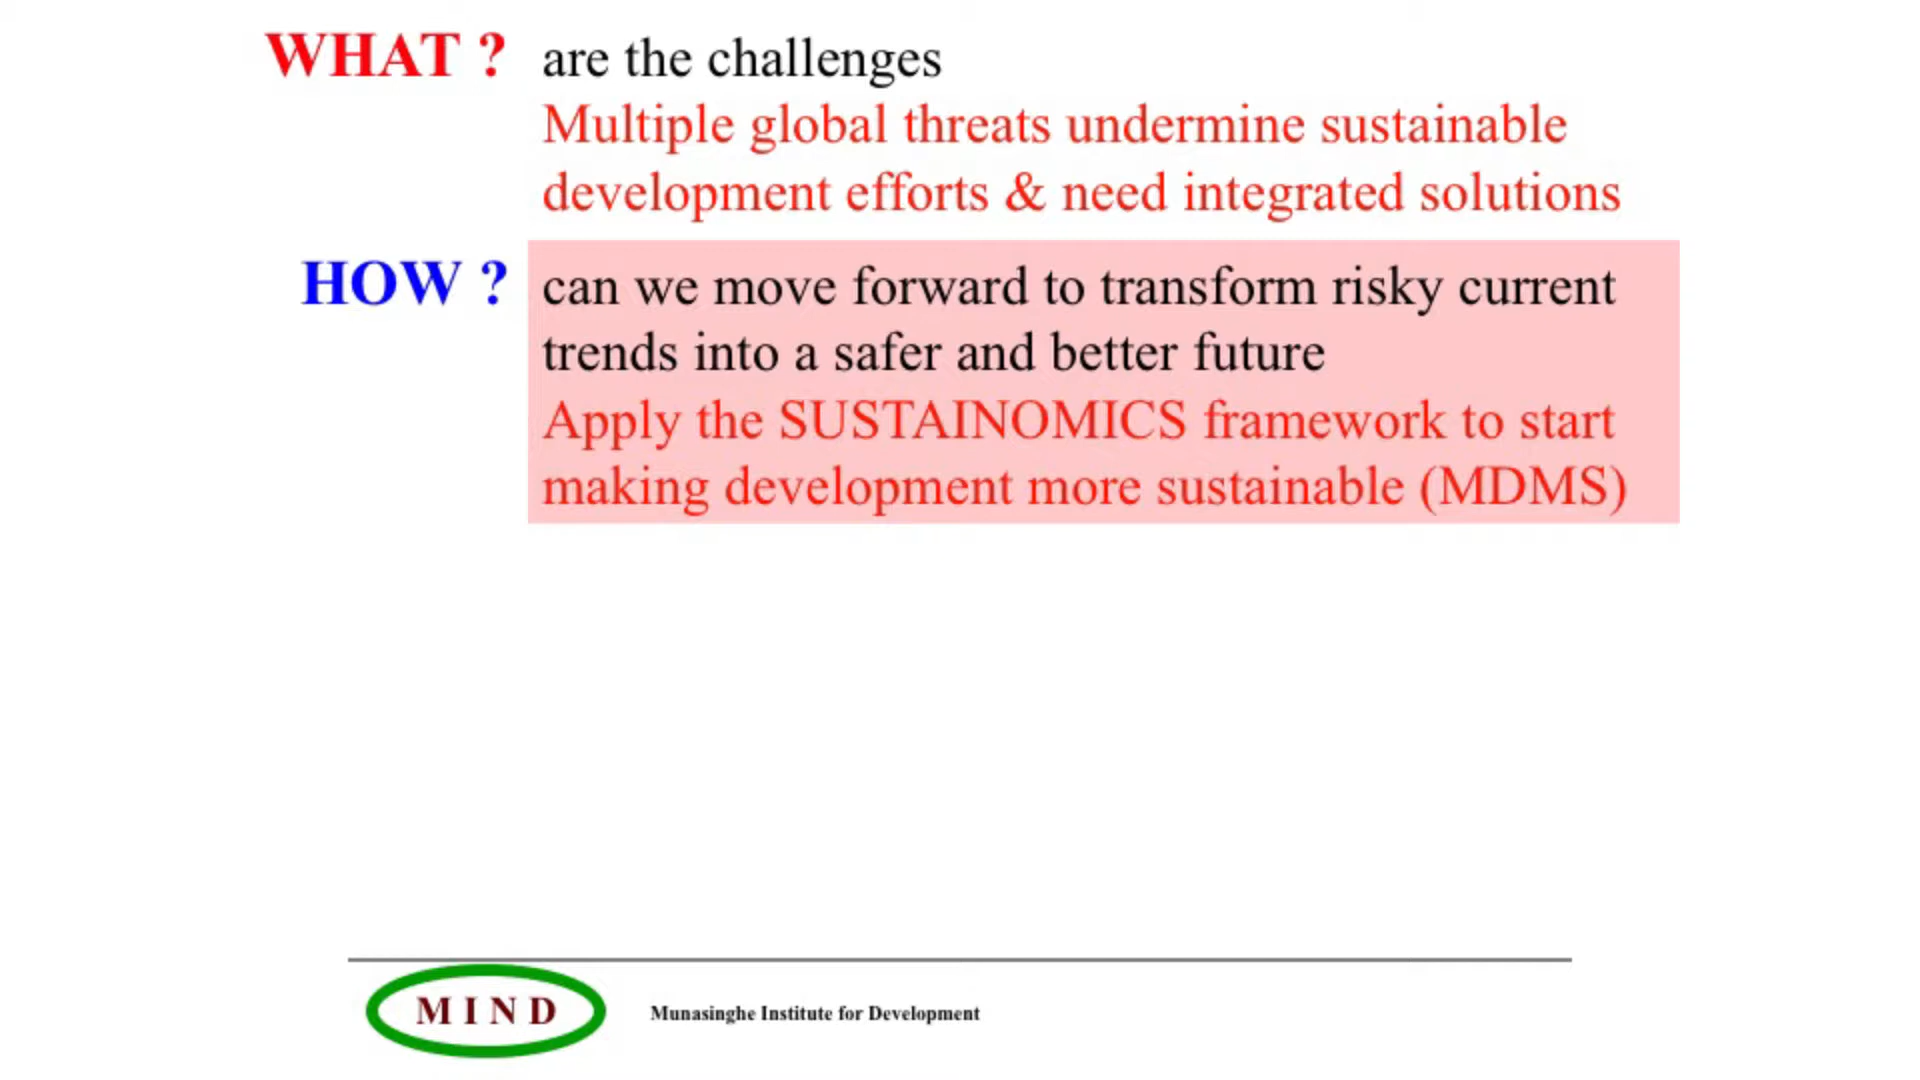 WHAT ? are the challenges
Multiple global threats undermine sustainable
development efforts & need integrated solutions
HOW ? can we move forward to transform risky current
trends into a safer and better future
Apply the SUSTAINOMICS framework to start
making development more sustainable (MDMS)
M I N D Munasinghe Institute for Development